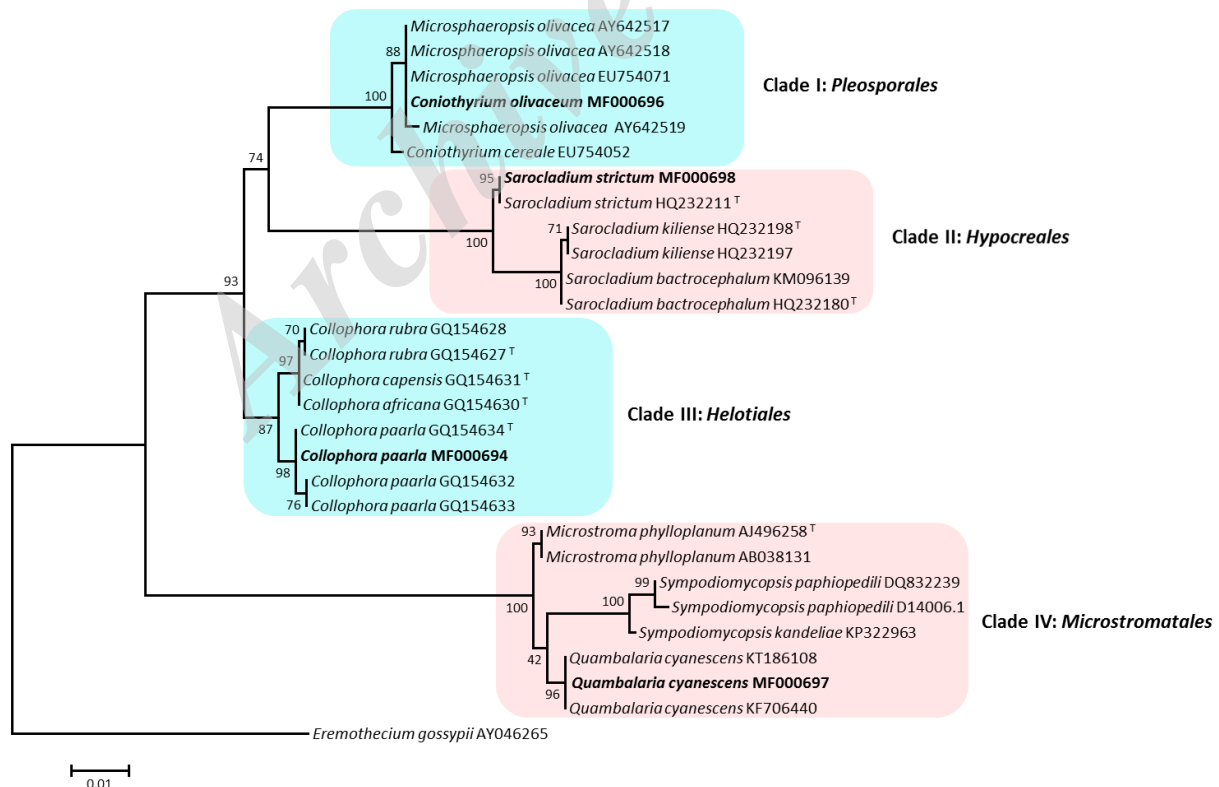 Microsphaeropsis olivacea AY642517
88
Microsphaeropsis olivacea AY642518
Microsphaeropsis olivacea EU754071
100
Coniothyrium olivaceum MF000696
Microsphaeropsis olivacea AY642519
Coniothyrium cereale EU754052
Clade I: Pleosporales
74
95
Sarocladium strictum MF000698
Sarocladium strictum HQ232211 T
71
Sarocladium kiliense HQ232198 T
100
Sarocladium kiliense HQ232197
100
Sarocladium bactrocephalum KM096139
Sarocladium bactrocephalum HQ232180 T
Clade II: Hypocreales
93
70
Collophora rubra GQ154628
97
Collophora rubra GQ154627 T
Collophora capensis GQ154631 T
Collophora africana GQ154630 T
87
Collophora paarla GQ154634 T
98
Collophora paarla MF000694
Collophora paarla GQ154632
76
Collophora paarla GQ154633
Clade III: Helotiales
93
Microstroma phylloplanum AJ496258 T
Microstroma phylloplanum AB038131
99
Sympodiomycopsis paphiopedili DQ832239
100
100
Sympodiomycopsis paphiopedili D14006.1
Sympodiomycopsis kandeliae KP322963
42
Quambalaria cyanescens KT186108
96
Quambalaria cyanescens MF000697
Quambalaria cyanescens KF706440
Clade IV: Microstromatales
Eremothecium gossypii AY046265
0.01
Archive